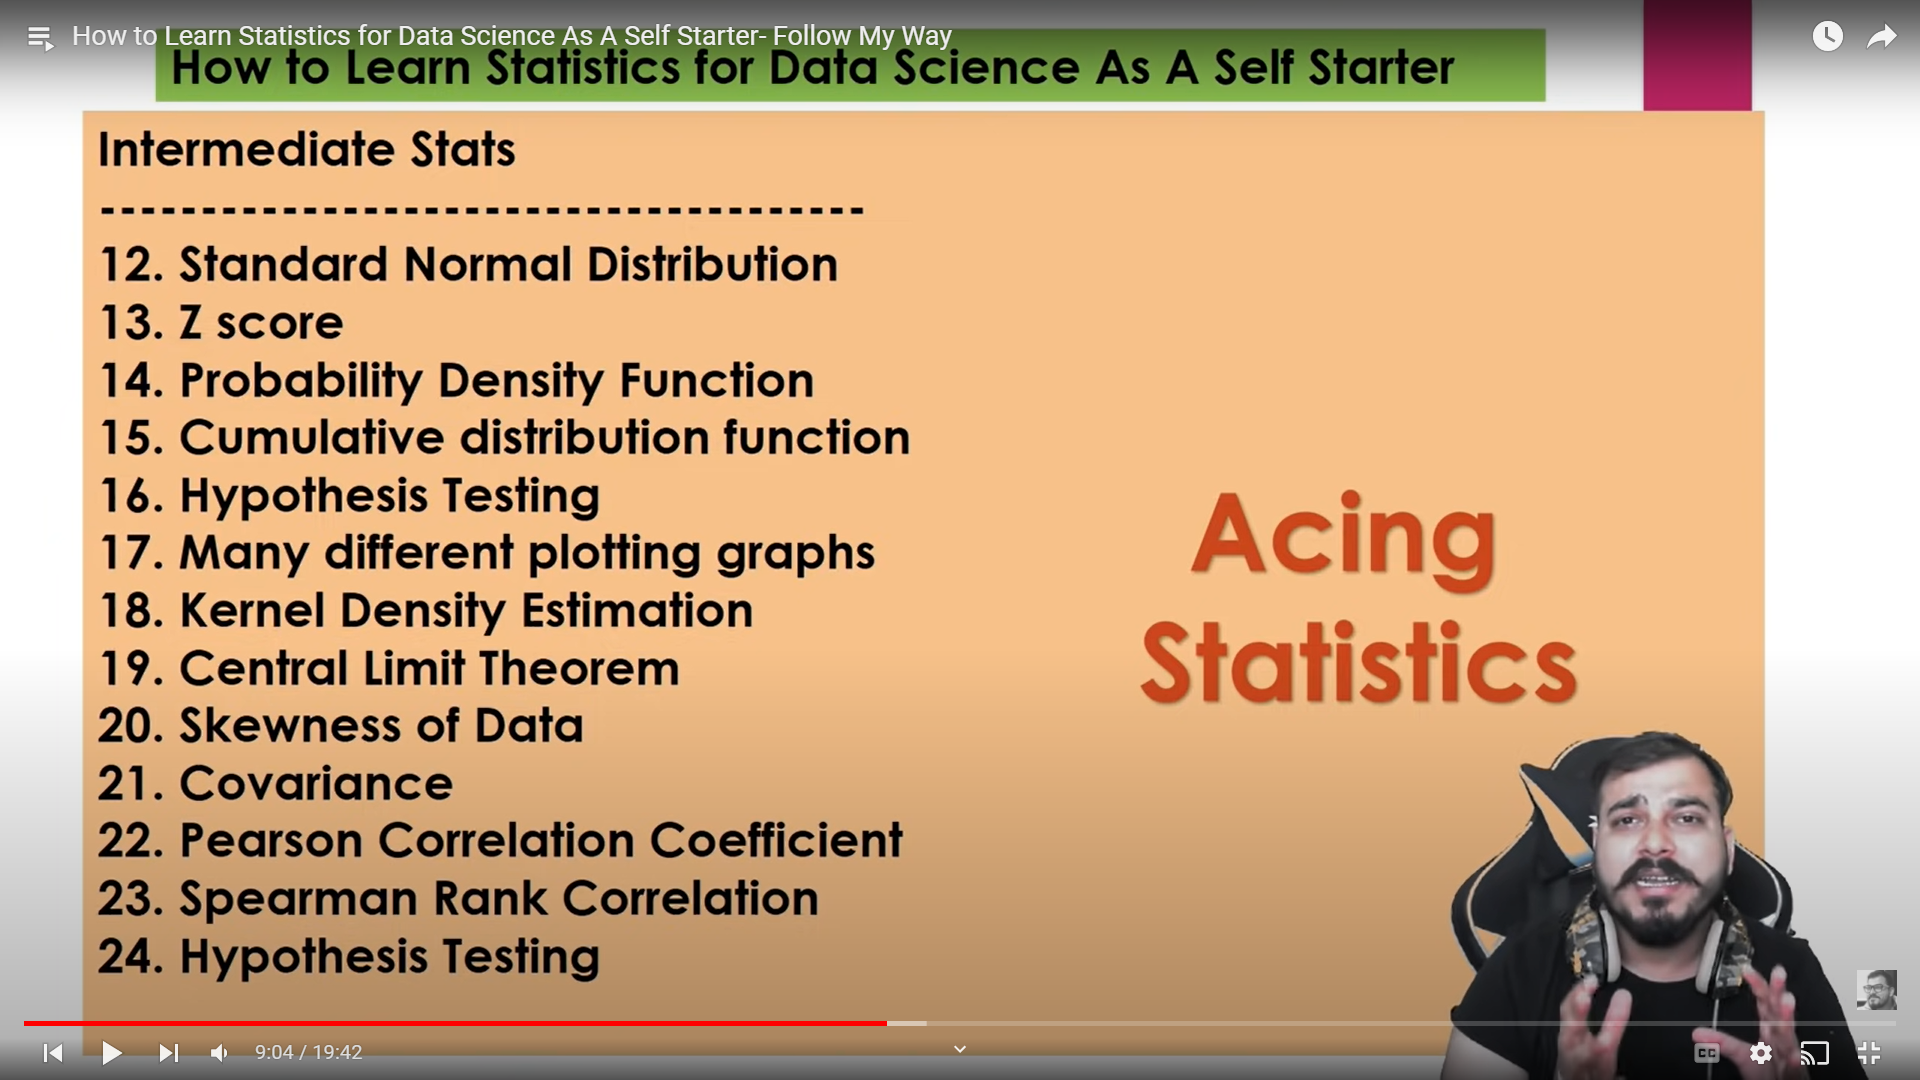 How to Learn Statistics for Data Science As A Self Starter- Follow My Way
How to Learn Statistics for Data Science As A Self Starter
Intermediate Stats
--------------------------------------
12. Standard Normal Distribution
13. Z score
14. Probability Density Function
15. Cumulative distribution function
16. Hypothesis Testing
17. Many different plotting graphs
18. Kernel Density Estimation
19. Central Limit Theorem
20. Skewness of Data
21. Covariance
22. Pearson Correlation Coefficient
23. Spearman Rank Correlation
24. Hypothesis Testing
Acing
Statistics
9:04 / 19:42
CC